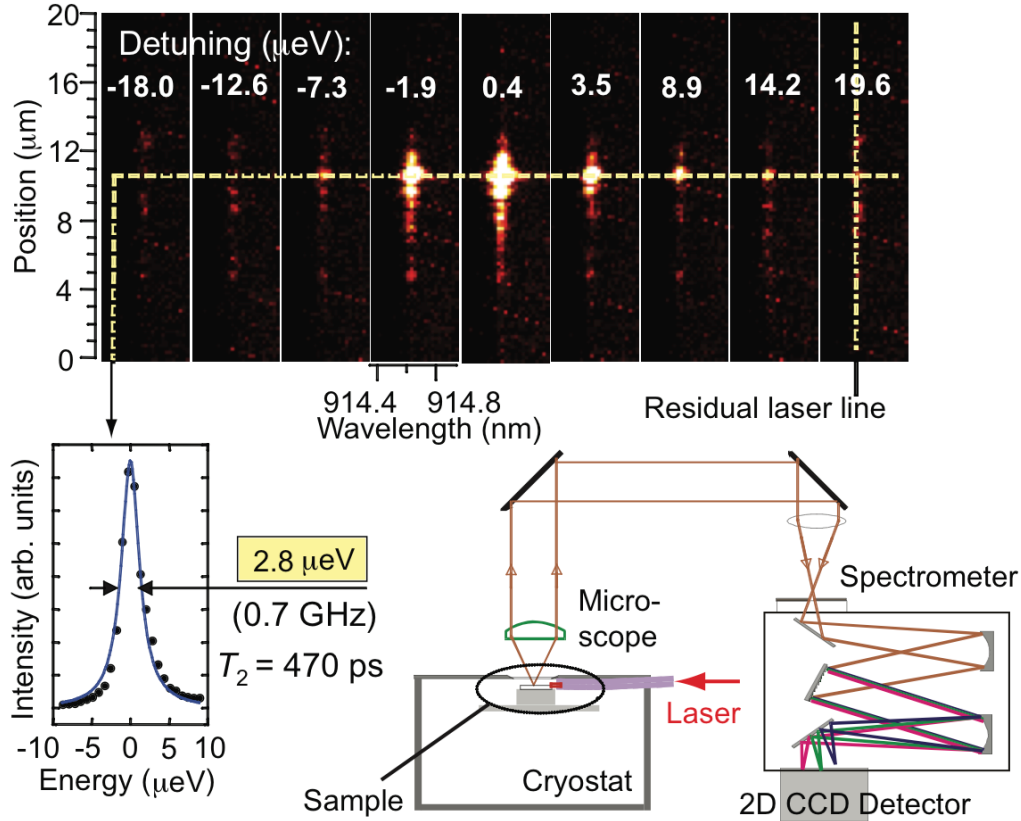 Detuning (μeV):
-18.0 -12.6 -7.3 -1.9 0.4 3.5 8.9 14.2 19.6
Position (μm)
20
16
12
8
4
0
914.4 914.8
Wavelength (nm)
Residual laser line
Intensity (arb. units)
-10 -5 0 5 10
Energy (μeV)
2.8 μeV
(0.7 GHz)
T2 = 470 ps
Micro-
scope
Spectrometer
Laser
Sample
Cryostat
2D CCD Detector